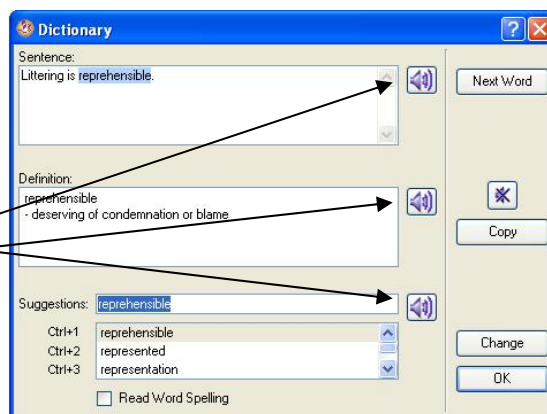 Dictionary
Sentence:
Littering is reprehensible.
Next Word
Definition:
reprehensible
- deserving of condemnation or blame
Copy
Suggestions: reprehensible
Ctrl+1 reprehensible
Ctrl+2 represented
Ctrl+3 representation
Change
OK
Read Word Spelling